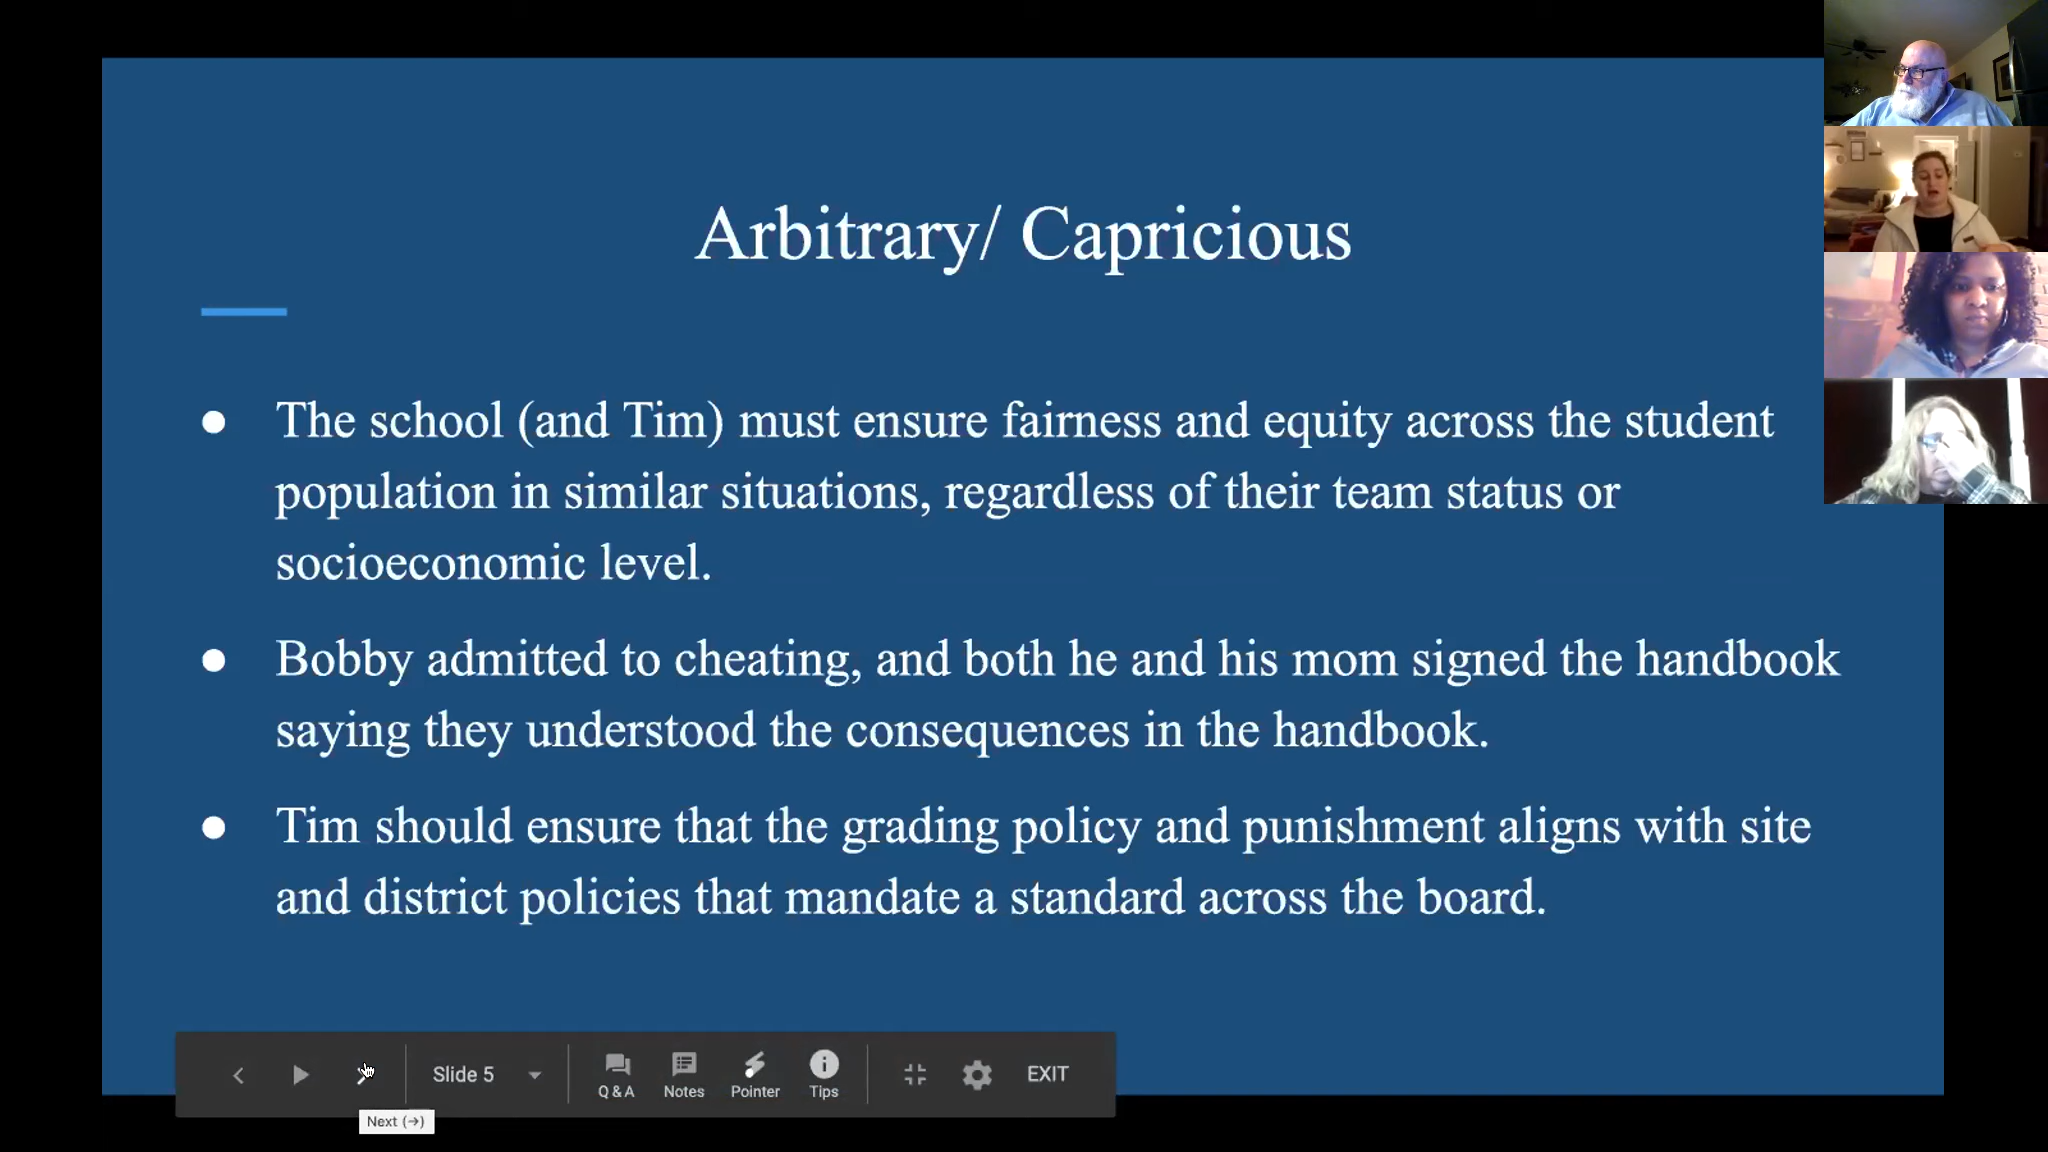 Arbitrary/ Capricious
● The school (and Tim) must ensure fairness and equity across the student
population in similar situations, regardless of their team status or
socioeconomic level.
● Bobby admitted to cheating, and both he and his mom signed the handbook
saying they understood the consequences in the handbook.
● Tim should ensure that the grading policy and punishment aligns with site
and district policies that mandate a standard across the board.
Slide 5
Q & A
Notes
Pointer
Tips
EXIT
Next (→)